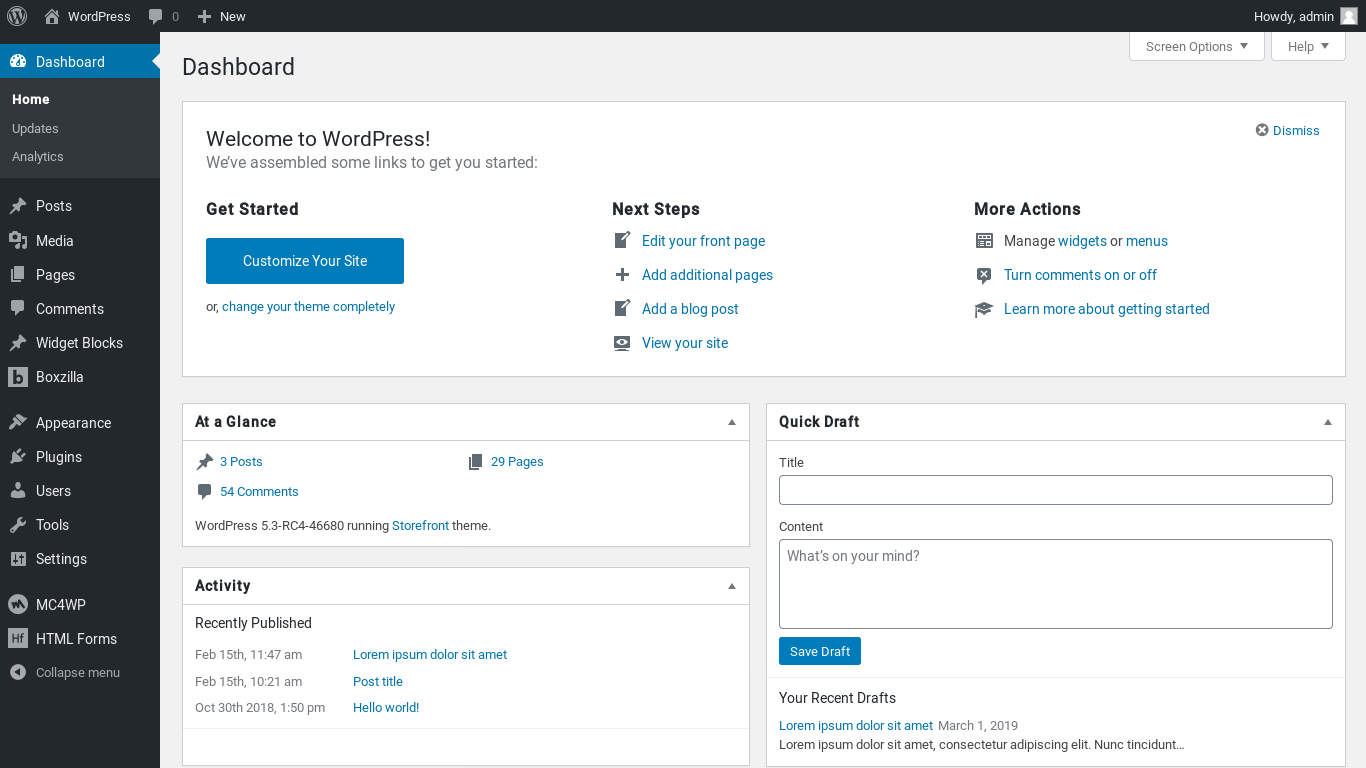 WordPress 0 New Howdy, admin
Screen Options Help
Dashboard
Home
Updates
Analytics
Posts
Media
Pages
Comments
Widget Blocks
Boxzilla
Appearance
Plugins
Users
Tools
Settings
MC4WP
Hf HTML Forms
Collapse menu
Dashboard
Welcome to WordPress!
Dismiss
We've assembled some links to get you started:
Get Started
Customize Your Site
or, change your theme completely
Next Steps
Edit your front page
Add additional pages
Add a blog post
View your site
More Actions
Manage widgets or menus
Turn comments on or off
Learn more about getting started
At a Glance
3 Posts 29 Pages
54 Comments
WordPress 5.3-RC4-46680 running Storefront theme.
Activity
Recently Published
Feb 15th, 11:47 am Lorem ipsum dolor sit amet
Feb 15th, 10:21 am Post title
Oct 30th 2018, 1:50 pm Hello world!
Quick Draft
Title
Content
What's on your mind?
Save Draft
Your Recent Drafts
Lorem ipsum dolor sit amet March 1, 2019
Lorem ipsum dolor sit amet, consectetur adipiscing elit. Nunc tincidunt…